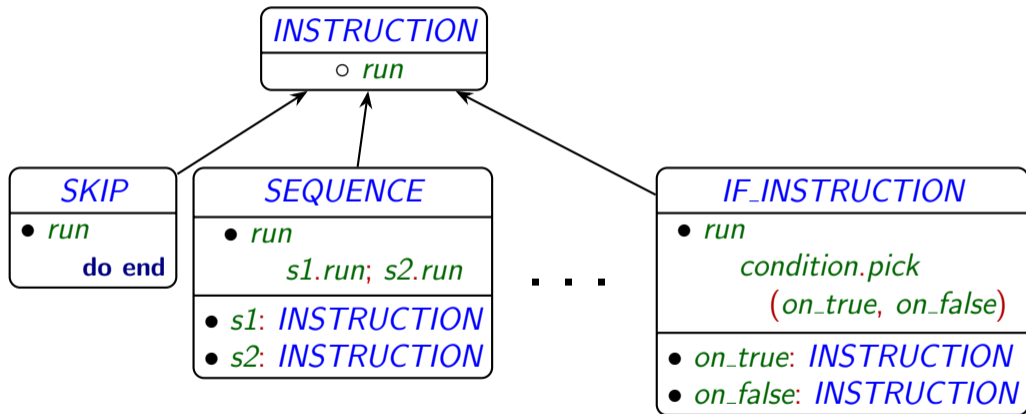 INSTRUCTION
○ run
SKIP
● run
do end
SEQUENCE
● run
s1.run; s2.run
● s1: INSTRUCTION
● s2: INSTRUCTION
. . .
IF_INSTRUCTION
● run
condition.pick
(on_true, on_false)
● on_true: INSTRUCTION
● on_false: INSTRUCTION